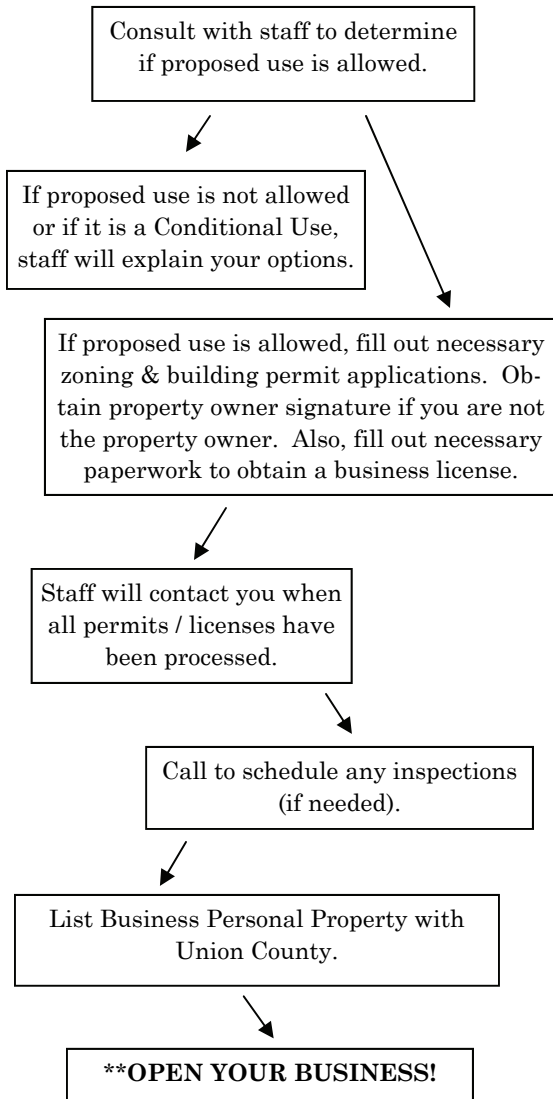 Consult with staff to determine
if proposed use is allowed.
If proposed use is not allowed
or if it is a Conditional Use,
staff will explain your options.
If proposed use is allowed, fill out necessary
zoning & building permit applications.  Ob-
tain property owner signature if you are not
the property owner.  Also, fill out necessary
paperwork to obtain a business license.
Staff will contact you when
all permits / licenses have
been processed.
Call to schedule any inspections
(if needed).
List Business Personal Property with
Union County.
**OPEN YOUR BUSINESS!